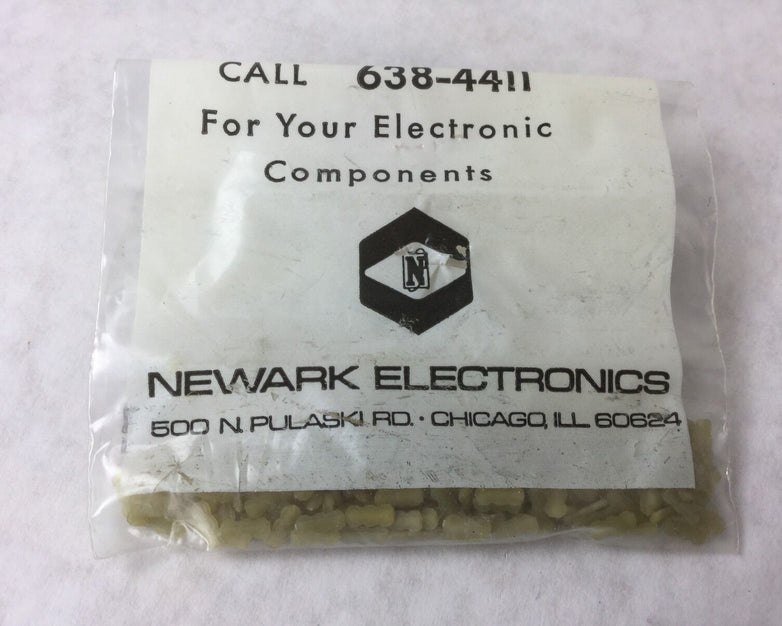 CALL 638-4411
For Your Electronic
Components
N
NEWARK ELECTRONICS
500 N. PULASKI RD. • CHICAGO, ILL 60624